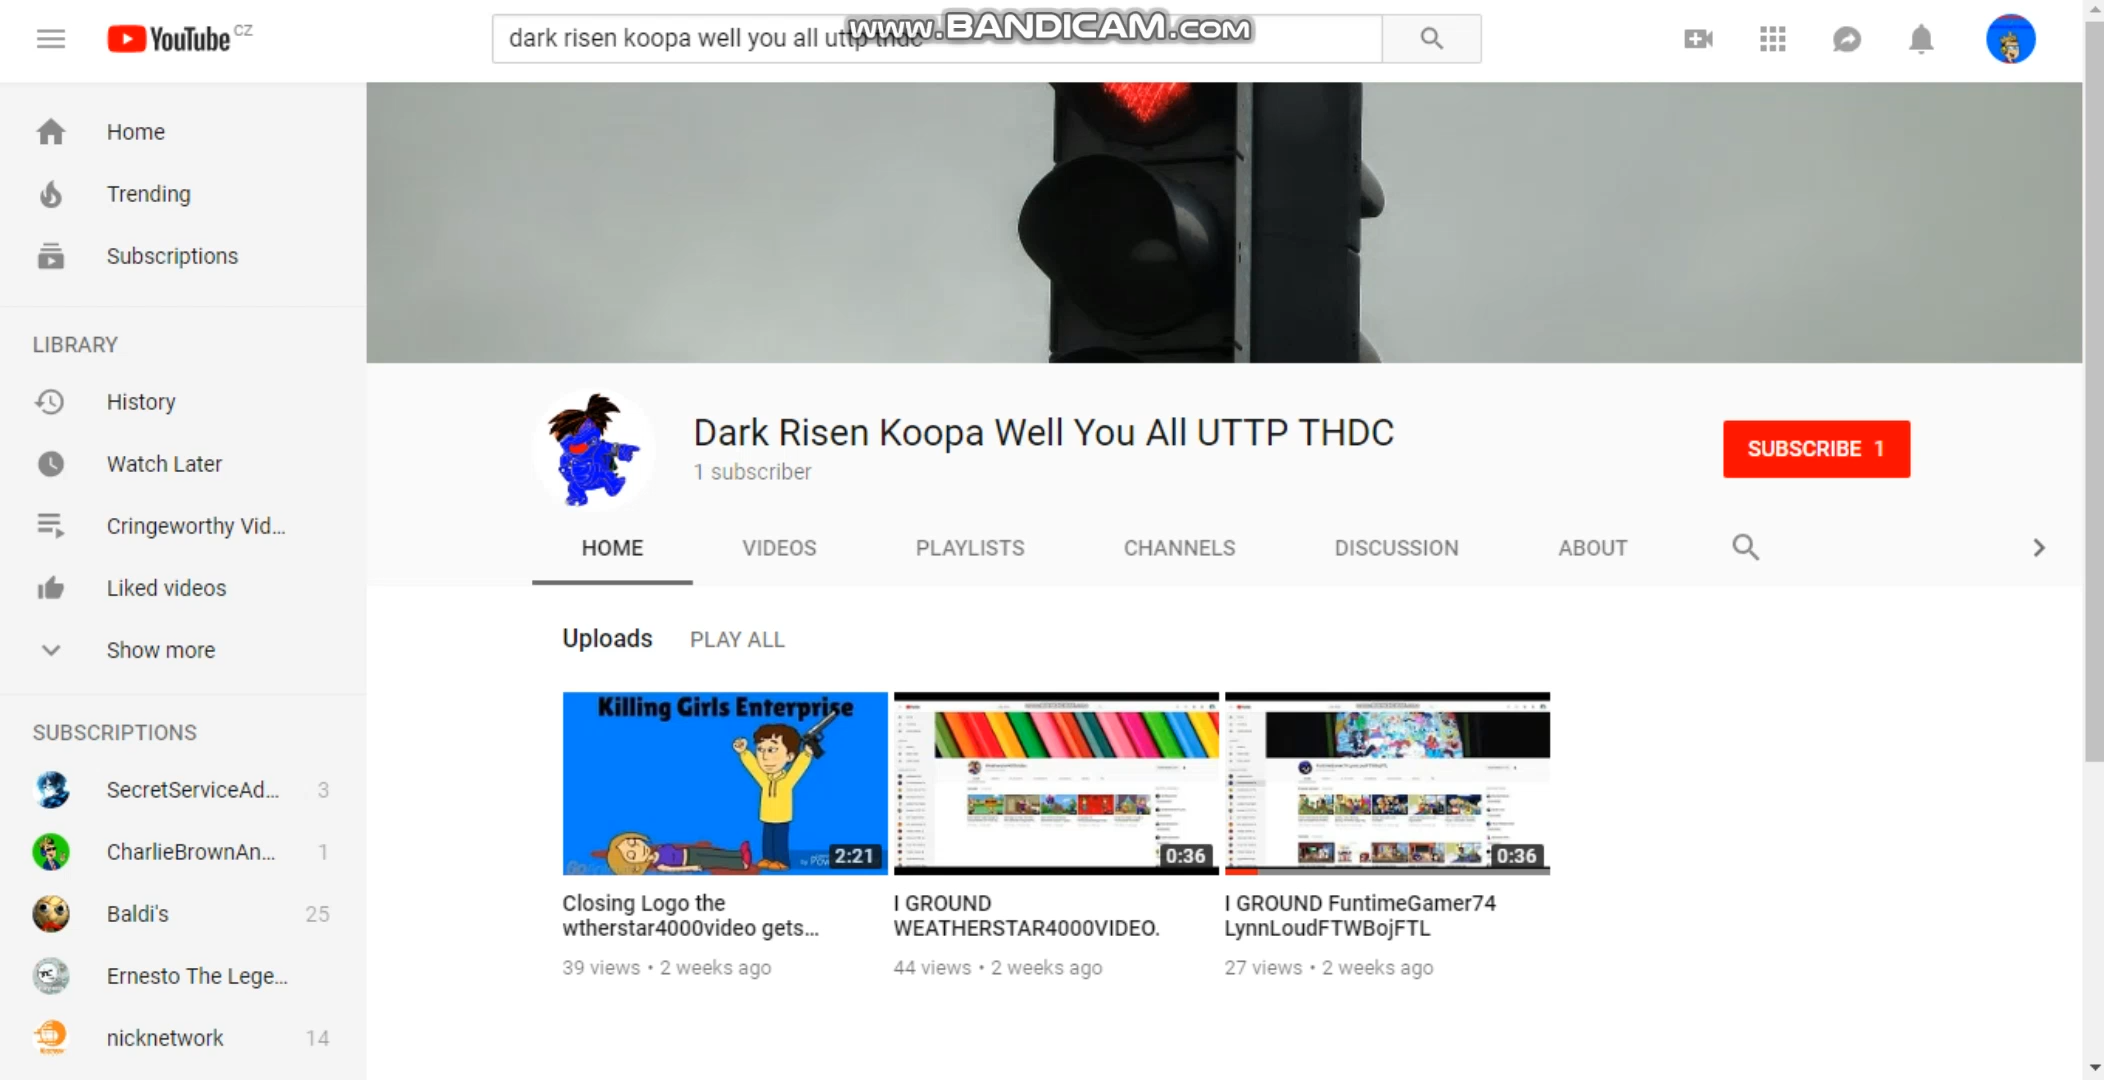 YouTube CZ
dark risen koopa well you all uttp thdc
www.BANDICAM.com
Home
Trending
Subscriptions
LIBRARY
History
Watch Later
Cringeworthy Vid...
Liked videos
Show more
SUBSCRIPTIONS
SecretServiceAd... 3
CharlieBrownAn... 1
Baldi's 25
Ernesto The Lege...
nicknetwork 14
Dark Risen Koopa Well You All UTTP THDC
1 subscriber
SUBSCRIBE 1
HOME VIDEOS PLAYLISTS CHANNELS DISCUSSION ABOUT
Uploads PLAY ALL
Killing Girls Enterprise
2:21
0:36
0:36
Closing Logo the
wtherstar4000video gets...
39 views • 2 weeks ago
I GROUND
WEATHERSTAR4000VIDEO.
44 views • 2 weeks ago
I GROUND FuntimeGamer74
LynnLoudFTWBojFTL
27 views • 2 weeks ago